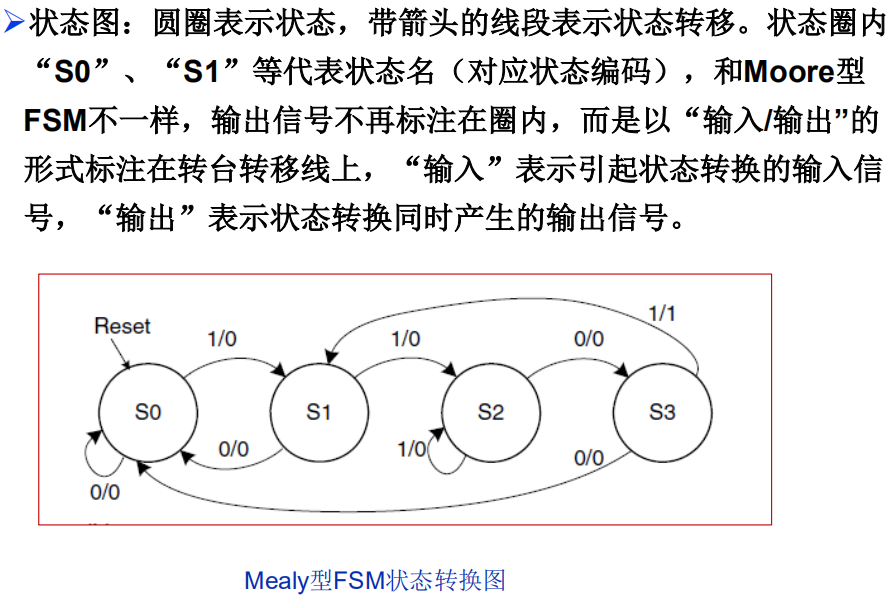 ➢状态图：圆圈表示状态，带箭头的线段表示状态转移。状态圈内
“S0”、“S1”等代表状态名（对应状态编码），和Moore型
FSM不一样，输出信号不再标注在圈内，而是以“输入/输出”的
形式标注在转台转移线上，“输入”表示引起状态转换的输入信
号，“输出”表示状态转换同时产生的输出信号。
1/1
Reset
1/0
1/0
0/0
S0
S1
S2
S3
0/0
1/0
0/0
0/0
Mealy型FSM状态转换图